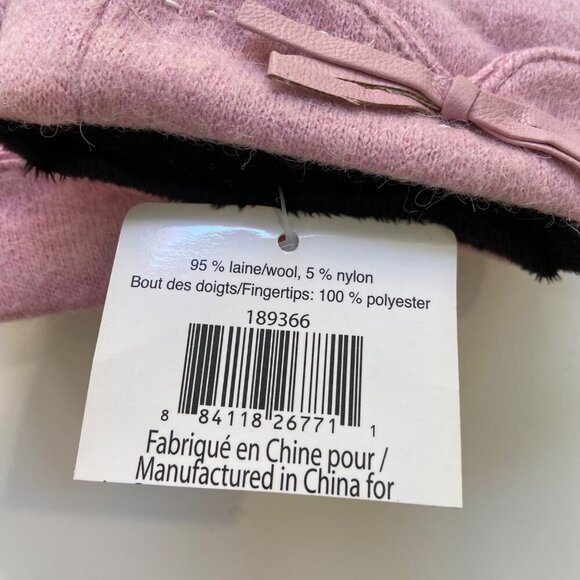 95 % laine/wool, 5 % nylon
Bout des doigts/Fingertips: 100 % polyester
189366
8 84118 26771 1
Fabriqué en Chine pour /
Manufactured in China for